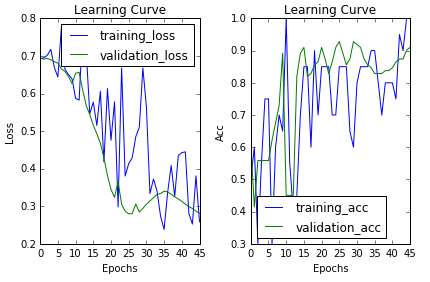 Learning Curve
0.8
0.7
0.6
0.5
0.4
0.3
0.2
Loss
training_loss
validation_loss
0 5 10 15 20 25 30 35 40 45
Epochs
Learning Curve
1.0
0.9
0.8
0.7
0.6
0.5
0.4
0.3
Acc
training_acc
validation_acc
0 5 10 15 20 25 30 35 40 45
Epochs